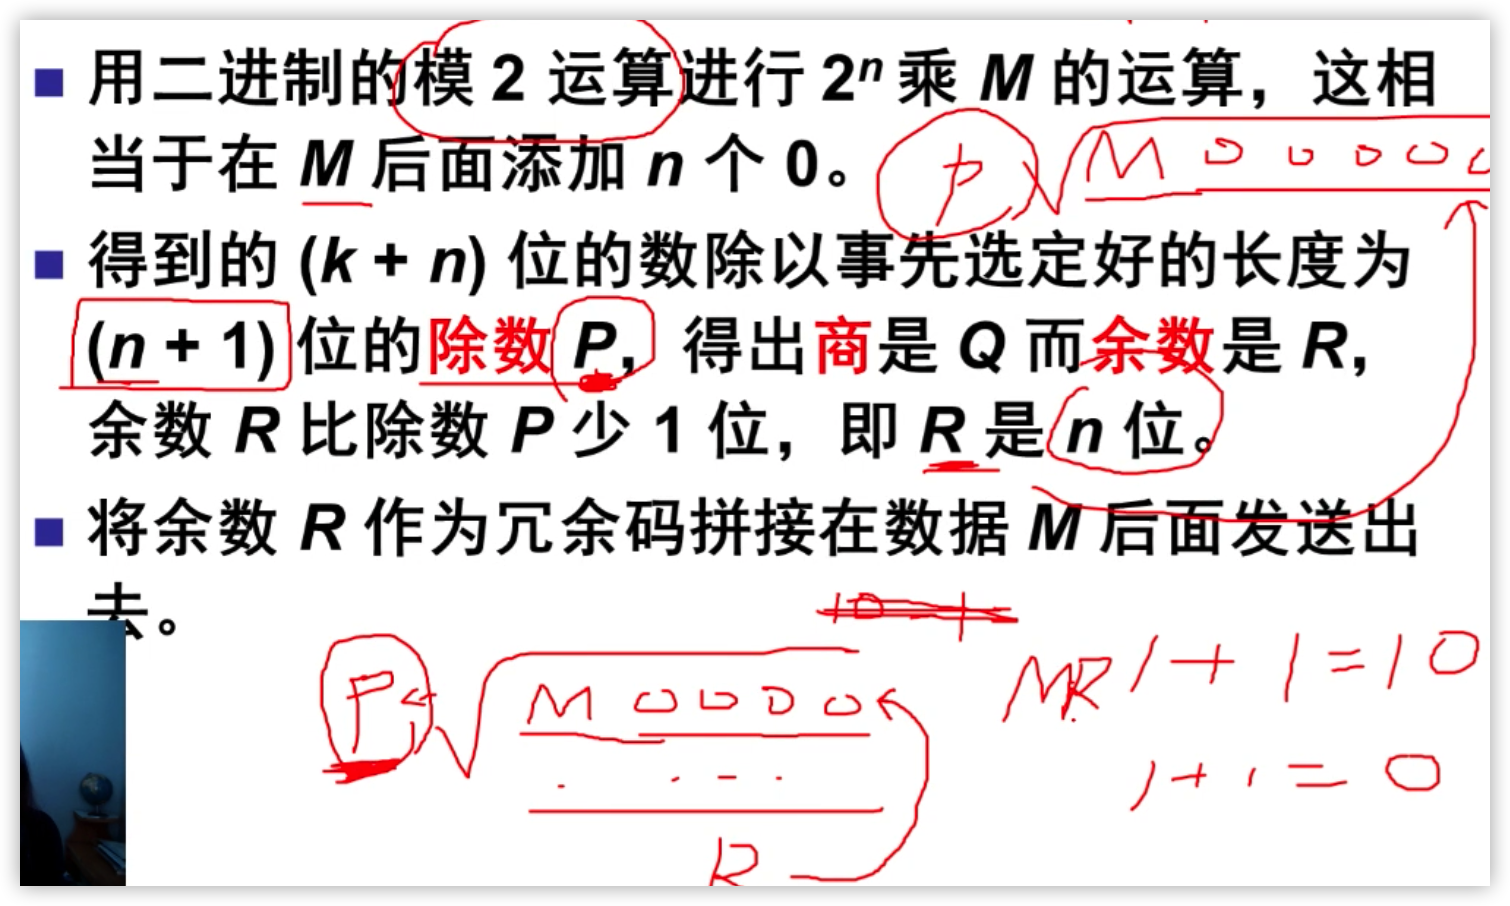 用二进制的模 2 运算进行 2ⁿ 乘 M 的运算，这相
当于在 M 后面添加 n 个 0。
P M 0 0 0 0 0
得到的 (k + n) 位的数除以事先选定好的长度为
(n + 1) 位的除数 P，得出商是 Q 而余数是 R，
余数 R 比除数 P 少 1 位，即 R 是 n 位。
将余数 R 作为冗余码拼接在数据 M 后面发送出
去。
P M 0 0 0 0
R
MR
1 + 1 = 10
1 + 1 = 0